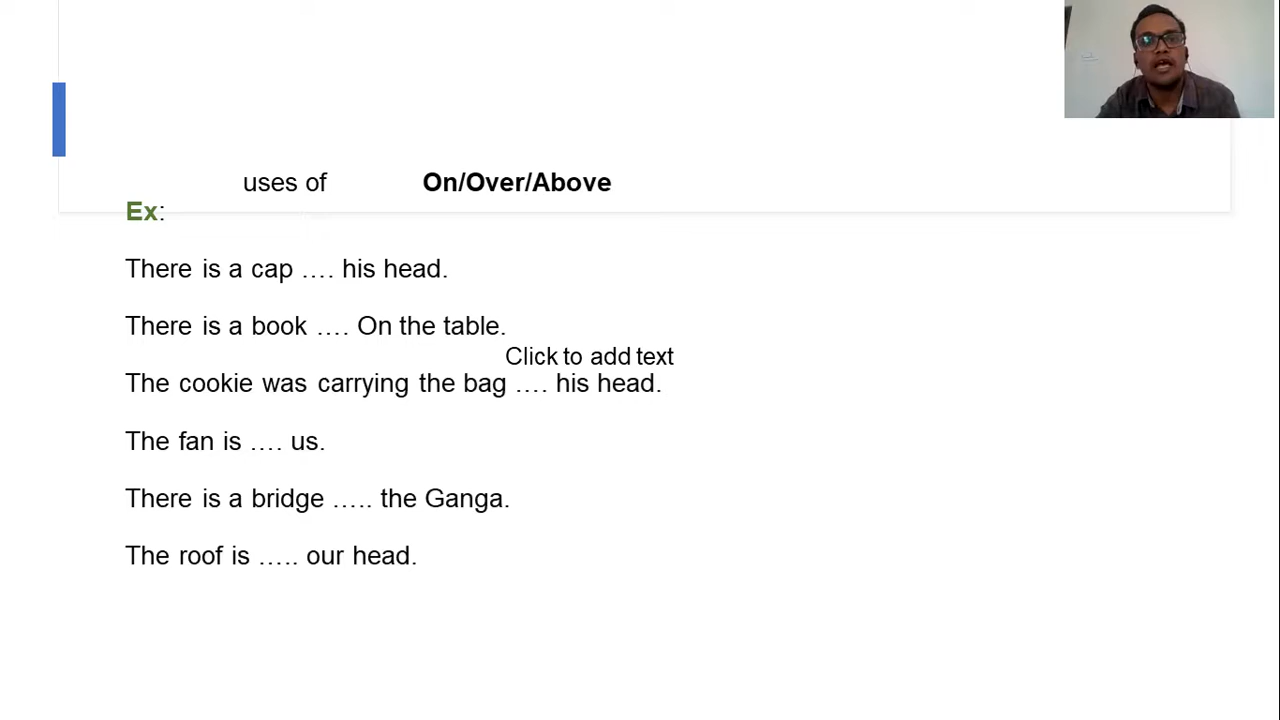 uses of On/Over/Above
Ex:
There is a cap …. his head.
There is a book …. On the table.
Click to add text
The cookie was carrying the bag …. his head.
The fan is …. us.
There is a bridge ….. the Ganga.
The roof is ….. our head.